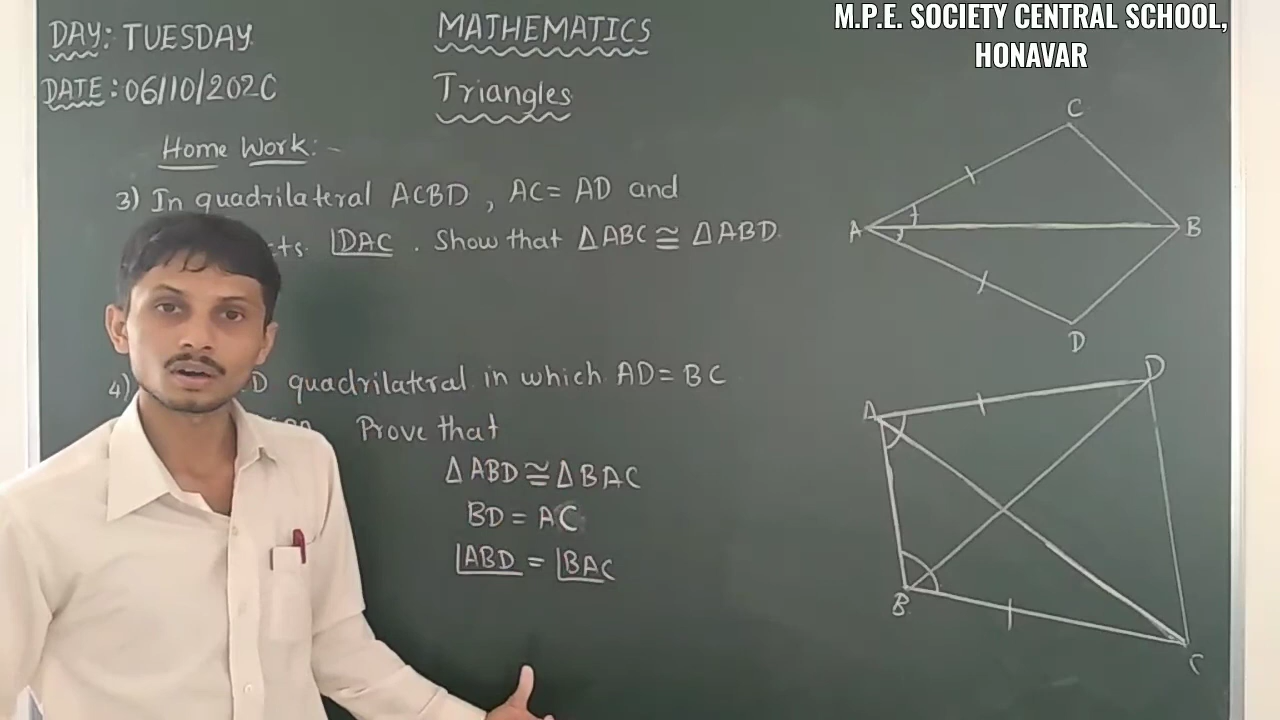 M.P.E. SOCIETY CENTRAL SCHOOL,
HONAVAR
DAY: TUESDAY
DATE: 06/10/2020
MATHEMATICS
Triangles
Home Work:-
3) In quadrilateral ACBD, AC = AD and
∠DAC. Show that ΔABC ≅ ΔABD
4) D quadrilateral in which AD = BC
Prove that
ΔABD ≅ ΔBAC
BD = AC
∠ABD = ∠BAC
C
A
B
D
D
A
B
C